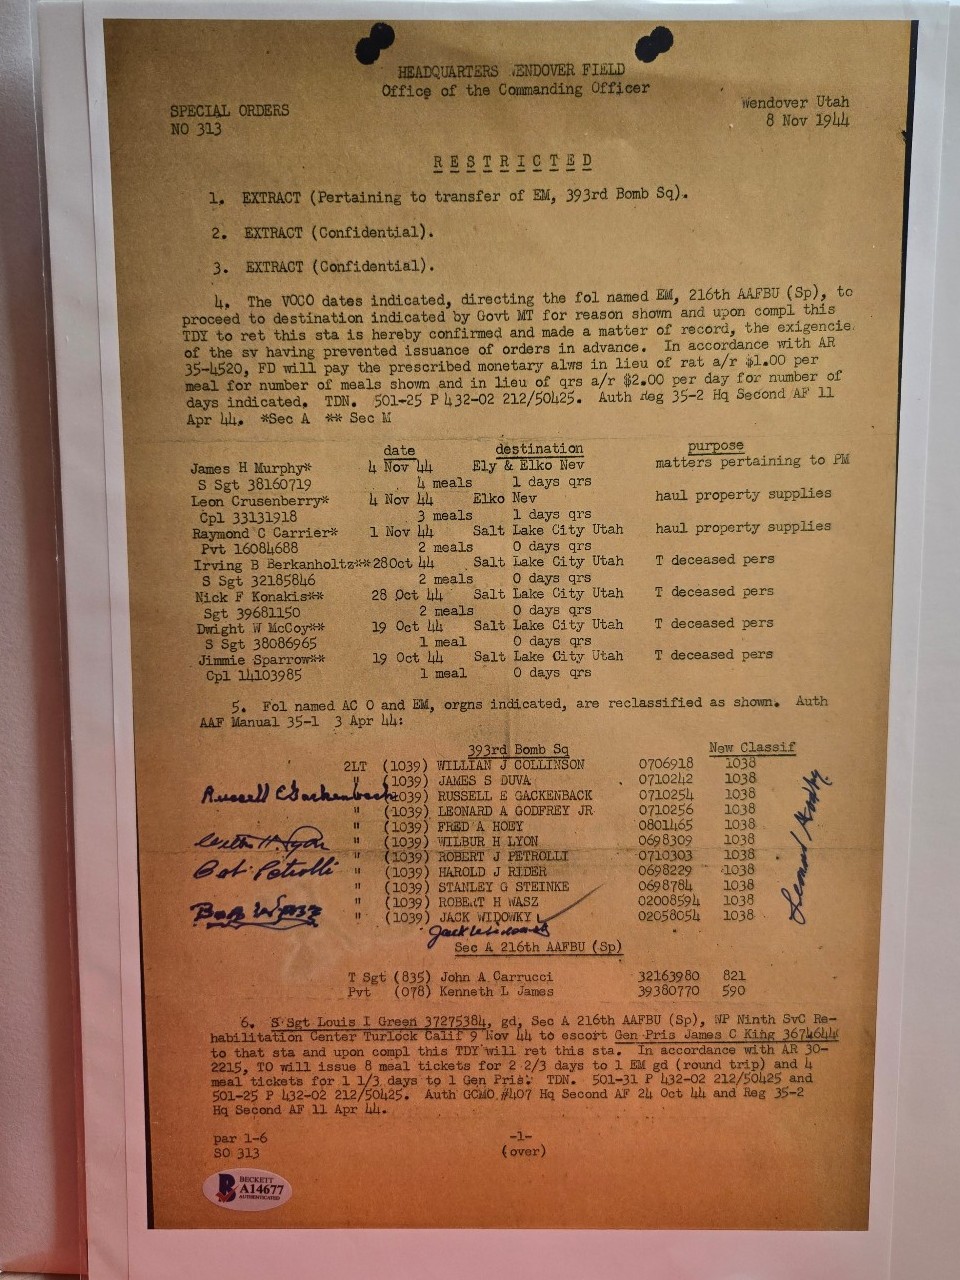 HEADQUARTERS WENDOVER FIELD
Office of the Commanding Officer
SPECIAL ORDERS
NO 313
Wendover Utah
8 Nov 1944
R E S T R I C T E D
1. EXTRACT (Pertaining to transfer of EM, 393rd Bomb Sq).
2. EXTRACT (Confidential).
3. EXTRACT (Confidential).
4. The VOCO dates indicated, directing the fol named EM, 216th AAFBU (Sp), to
proceed to destination indicated by Govt MT for reason shown and upon compl this
TDY to ret this sta is hereby confirmed and made a matter of record, the exigencie
of the sv having prevented issuance of orders in advance. In accordance with AR
35-4520, FD will pay the prescribed monetary alws in lieu of rat a/r $1.00 per
meal for number of meals shown and in lieu of qrs a/r $2.00 per day for number of
days indicated. TDN. 501-25 P 432-02 212/50425. Auth Reg 35-2 Hq Second AF 11
Apr 44. *Sec A ** Sec M
date destination purpose
James H Murphy* 4 Nov 44 Ely & Elko Nev matters pertaining to PM
S Sgt 38160719 4 meals 1 days qrs
Leon Crusenberry* 4 Nov 44 Elko Nev haul property supplies
Cpl 33131918 3 meals 1 days qrs
Raymond C Carrier* 1 Nov 44 Salt Lake City Utah haul property supplies
Pvt 16084688 2 meals 0 days qrs
Irving B Berkanholtz** 28Oct 44 Salt Lake City Utah T deceased pers
S Sgt 32185846 2 meals 0 days qrs
Nick F Konakis** 28 Oct 44 Salt Lake City Utah T deceased pers
Sgt 39681150 2 meals 0 days qrs
Dwight W McCoy** 19 Oct 44 Salt Lake City Utah T deceased pers
S Sgt 38086965 1 meal 0 days qrs
Jimmie Sparrow** 19 Oct 44 Salt Lake City Utah T deceased pers
Cpl 14103985 1 meal 0 days qrs
5. Fol named AC O and EM, orgns indicated, are reclassified as shown. Auth
AAF Manual 35-1 3 Apr 44:
393rd Bomb Sq New Classif
2LT (1039) WILLIAN J COLLINSON 0706918 1038
" (1039) JAMES S DUVA 0710242 1038
Russell E Gackenbach (1039) RUSSELL E GACKENBACK 0710254 1038
" (1039) LEONARD A GODFREY JR 0710256 1038
" (1039) FRED A HOEY 0801465 1038
Wilbur H. Lyon " (1039) WILBUR H LYON 0698309 1038
" (1039) ROBERT J PETROLLI 0710303 1038
Bob Petrolli " (1039) HAROLD J RIDER 0698229 1038
" (1039) STANLEY G STEINKE 0698784 1038
Bob Wasz " (1039) ROBERT H WASZ 02008594 1038
" (1039) JACK WIDOWKY 02058054 1038
Jack Widowsky
Leonard Godfrey
Sec A 216th AAFBU (Sp)
T Sgt (835) John A Carrucci 32163980 821
Pvt (078) Kenneth L James 39380770 590
6. S Sgt Louis I Green 37275384, gd, Sec A 216th AAFBU (Sp), WP Ninth SvC Re-
habilitation Center Turlock Calif 9 Nov 44 to escort Gen Pris James C King 3674644
to that sta and upon compl this TDY will ret this sta. In accordance with AR 30-
2215, TO will issue 8 meal tickets for 2 2/3 days to 1 EM gd (round trip) and 4
meal tickets for 1 1/3 days to 1 Gen Pris. TDN. 501-31 P 432-02 212/50425 and
501-25 P 432-02 212/50425. Auth GCMO #407 Hq Second AF 24 Oct 44 and Reg 35-2
Hq Second AF 11 Apr 44.
par 1-6
SO 313
-1-
(over)
BECKETT
A14677
AUTHENTICATED